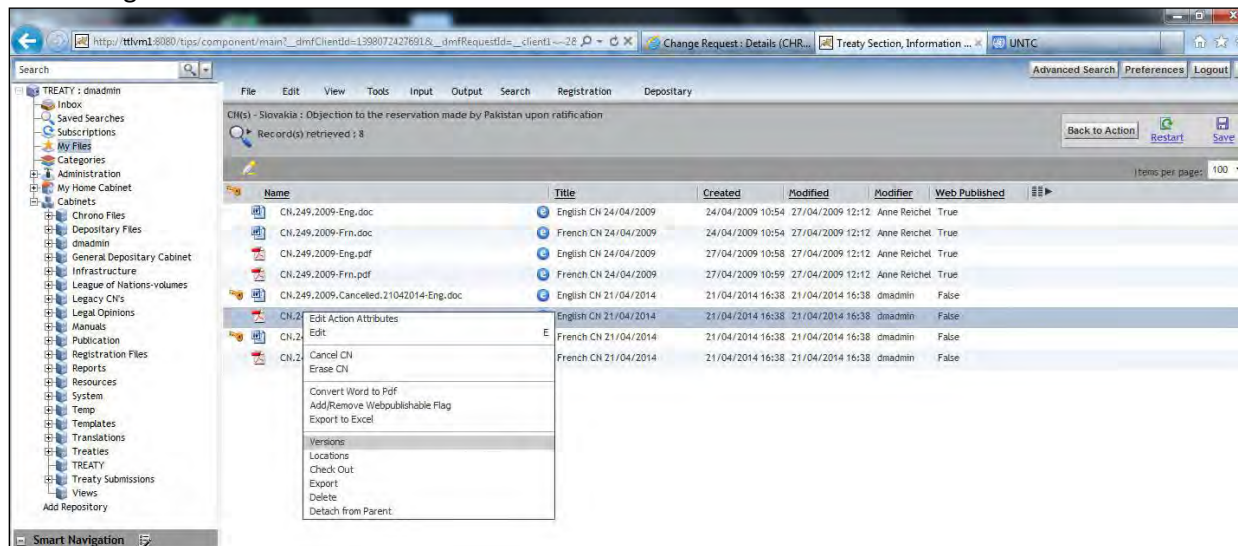 http://ttlvm1:8080/tips/component/main?__dmfClientId=1398072427691&__dmfRequestId=__client1~~28
Change Request : Details (CHR...
Treaty Section, Information ...
UNTC
Search
Advanced Search Preferences Logout
TREATY : dmadmin
Inbox
Saved Searches
Subscriptions
My Files
Categories
Administration
My Home Cabinet
Cabinets
Chrono Files
Depositary Files
dmadmin
General Depositary Cabinet
Infrastructure
League of Nations-volumes
Legacy CN's
Legal Opinions
Manuals
Publication
Registration Files
Reports
Resources
System
Temp
Templates
Translations
Treaties
TREATY
Treaty Submissions
Views
Add Repository
Smart Navigation
File Edit View Tools Input Output Search Registration Depositary
CN(s) - Slovakia : Objection to the reservation made by Pakistan upon ratification
Record(s) retrieved : 8
Back to Action Restart Save
Items per page: 100
Name Title Created Modified Modifier Web Published
CN.249.2009-Eng.doc English CN 24/04/2009 24/04/2009 10:54 27/04/2009 12:12 Anne Reichel True
CN.249.2009-Frn.doc French CN 24/04/2009 24/04/2009 10:54 27/04/2009 12:12 Anne Reichel True
CN.249.2009-Eng.pdf English CN 24/04/2009 27/04/2009 10:58 27/04/2009 12:12 Anne Reichel True
CN.249.2009-Frn.pdf French CN 24/04/2009 27/04/2009 10:59 27/04/2009 12:12 Anne Reichel True
CN.249.2009.Cancelled.21042014-Eng.doc English CN 21/04/2014 21/04/2014 16:38 21/04/2014 16:38 dmadmin False
CN.2 English CN 21/04/2014 21/04/2014 16:38 21/04/2014 16:38 dmadmin False
CN.2 French CN 21/04/2014 21/04/2014 16:38 21/04/2014 16:38 dmadmin False
CN.2 French CN 21/04/2014 21/04/2014 16:38 21/04/2014 16:38 dmadmin False
Edit Action Attributes
Edit E
Cancel CN
Erase CN
Convert Word to Pdf
Add/Remove Webpublishable Flag
Export to Excel
Versions
Locations
Check Out
Export
Delete
Detach from Parent